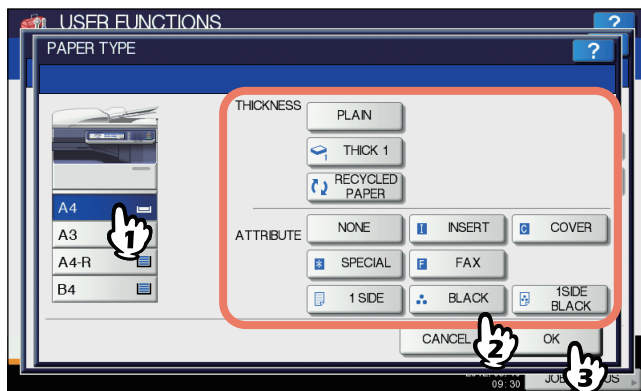 USER FUNCTIONS
?
PAPER TYPE
?
THICKNESS
PLAIN
THICK 1
RECYCLED
PAPER
A4
A3
A4-R
B4
1
ATTRIBUTE
NONE
I INSERT
C COVER
SPECIAL
F FAX
1 SIDE
BLACK
1SIDE
BLACK
CANCEL
OK
2
3
09:30